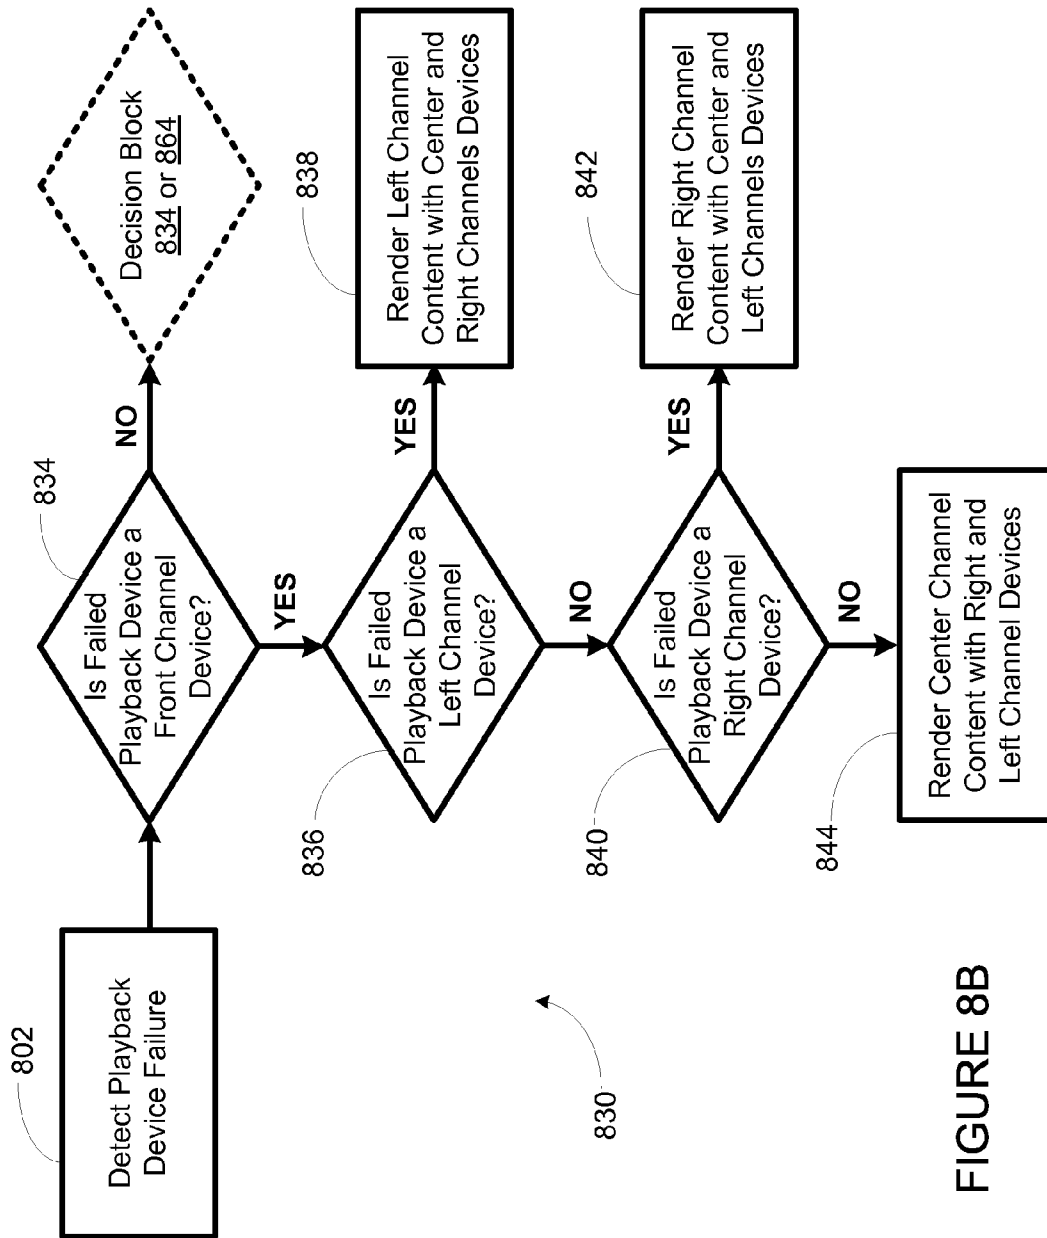 802
Detect Playback
Device Failure
834
Is Failed
Playback Device a
Front Channel
Device?
NO
Decision Block
834 or 864
YES
836
Is Failed
Playback Device a
Left Channel
Device?
YES
838
Render Left Channel
Content with Center and
Right Channels Devices
NO
840
Is Failed
Playback Device a
Right Channel
Device?
YES
842
Render Right Channel
Content with Center and
Left Channels Devices
NO
844
Render Center Channel
Content with Right and
Left Channel Devices
830
FIGURE 8B